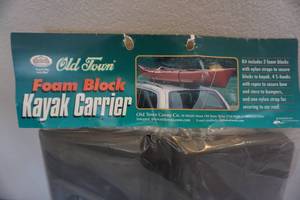 Old Town
Foam Block
Kayak Carrier
Kit includes 2 foam blocks
with nylon straps to secure
blocks to kayak. 4 S-hooks
with ropes to secure bow
and stern to bumpers,
and one nylon strap for
securing to car roof.
Old Town Canoe Co.